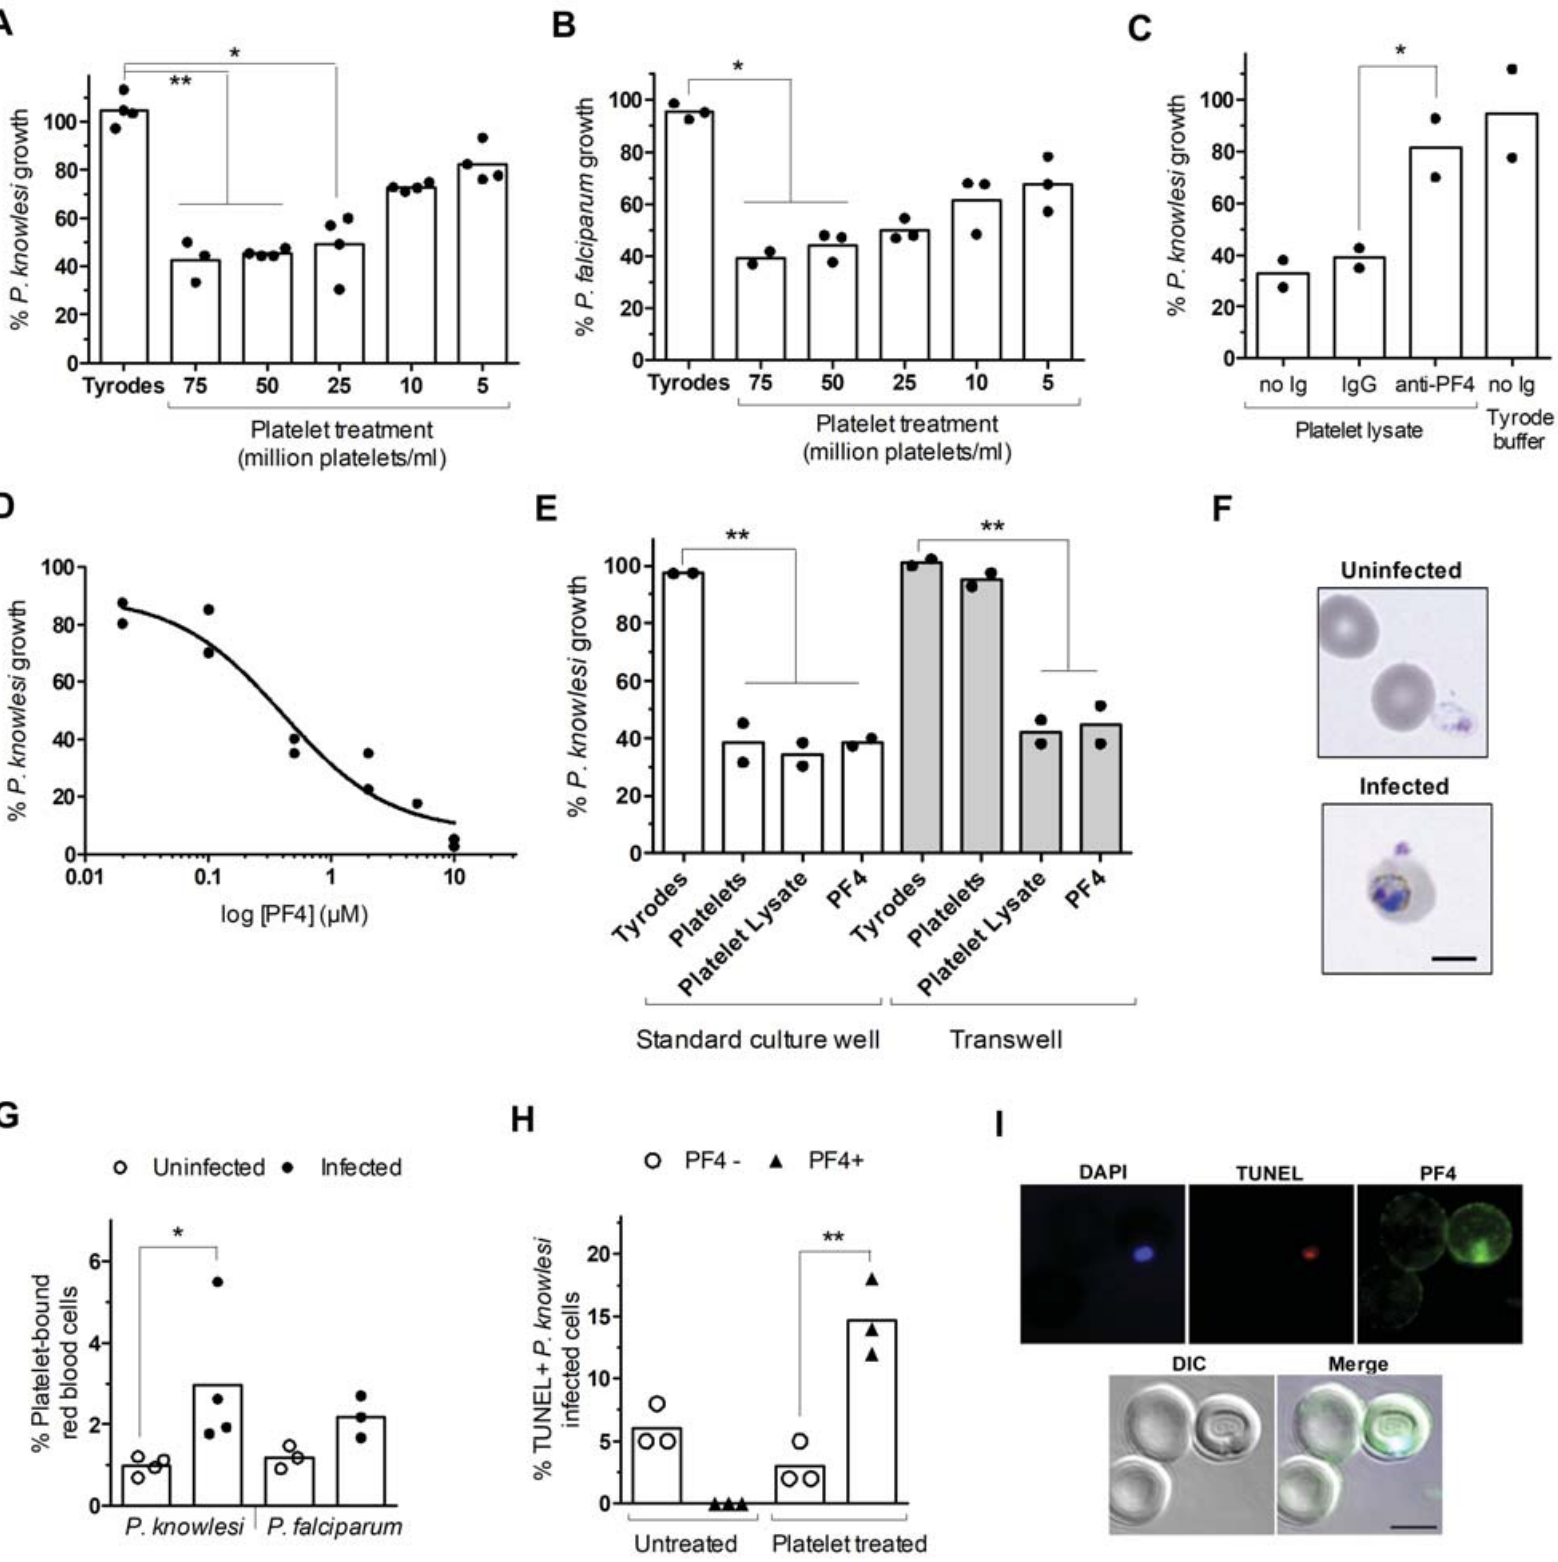 A
% P. knowlesi growth
100
80
60
40
20
0
*
**
Tyrodes 75 50 25 10 5
Platelet treatment
(million platelets/ml)
B
% P. falciparum growth
100
80
60
40
20
0
*
Tyrodes 75 50 25 10 5
Platelet treatment
(million platelets/ml)
C
% P. knowlesi growth
100
80
60
40
20
0
*
no Ig IgG anti-PF4 no Ig
Platelet lysate
Tyrode
buffer
D
% P. knowlesi growth
100
80
60
40
20
0
0.01 0.1 1 10
log [PF4] (µM)
E
% P. knowlesi growth
100
80
60
40
20
0
** **
Tyrodes
Platelets
Platelet Lysate
PF4
Tyrodes
Platelets
Platelet Lysate
PF4
Standard culture well Transwell
F
Uninfected
Infected
G
Uninfected Infected
% Platelet-bound
red blood cells
6
4
2
0
*
P. knowlesi P. falciparum
H
PF4 - PF4+
% TUNEL+ P. knowlesi
infected cells
20
15
10
5
0
**
Untreated Platelet treated
I
DAPI TUNEL PF4
DIC Merge